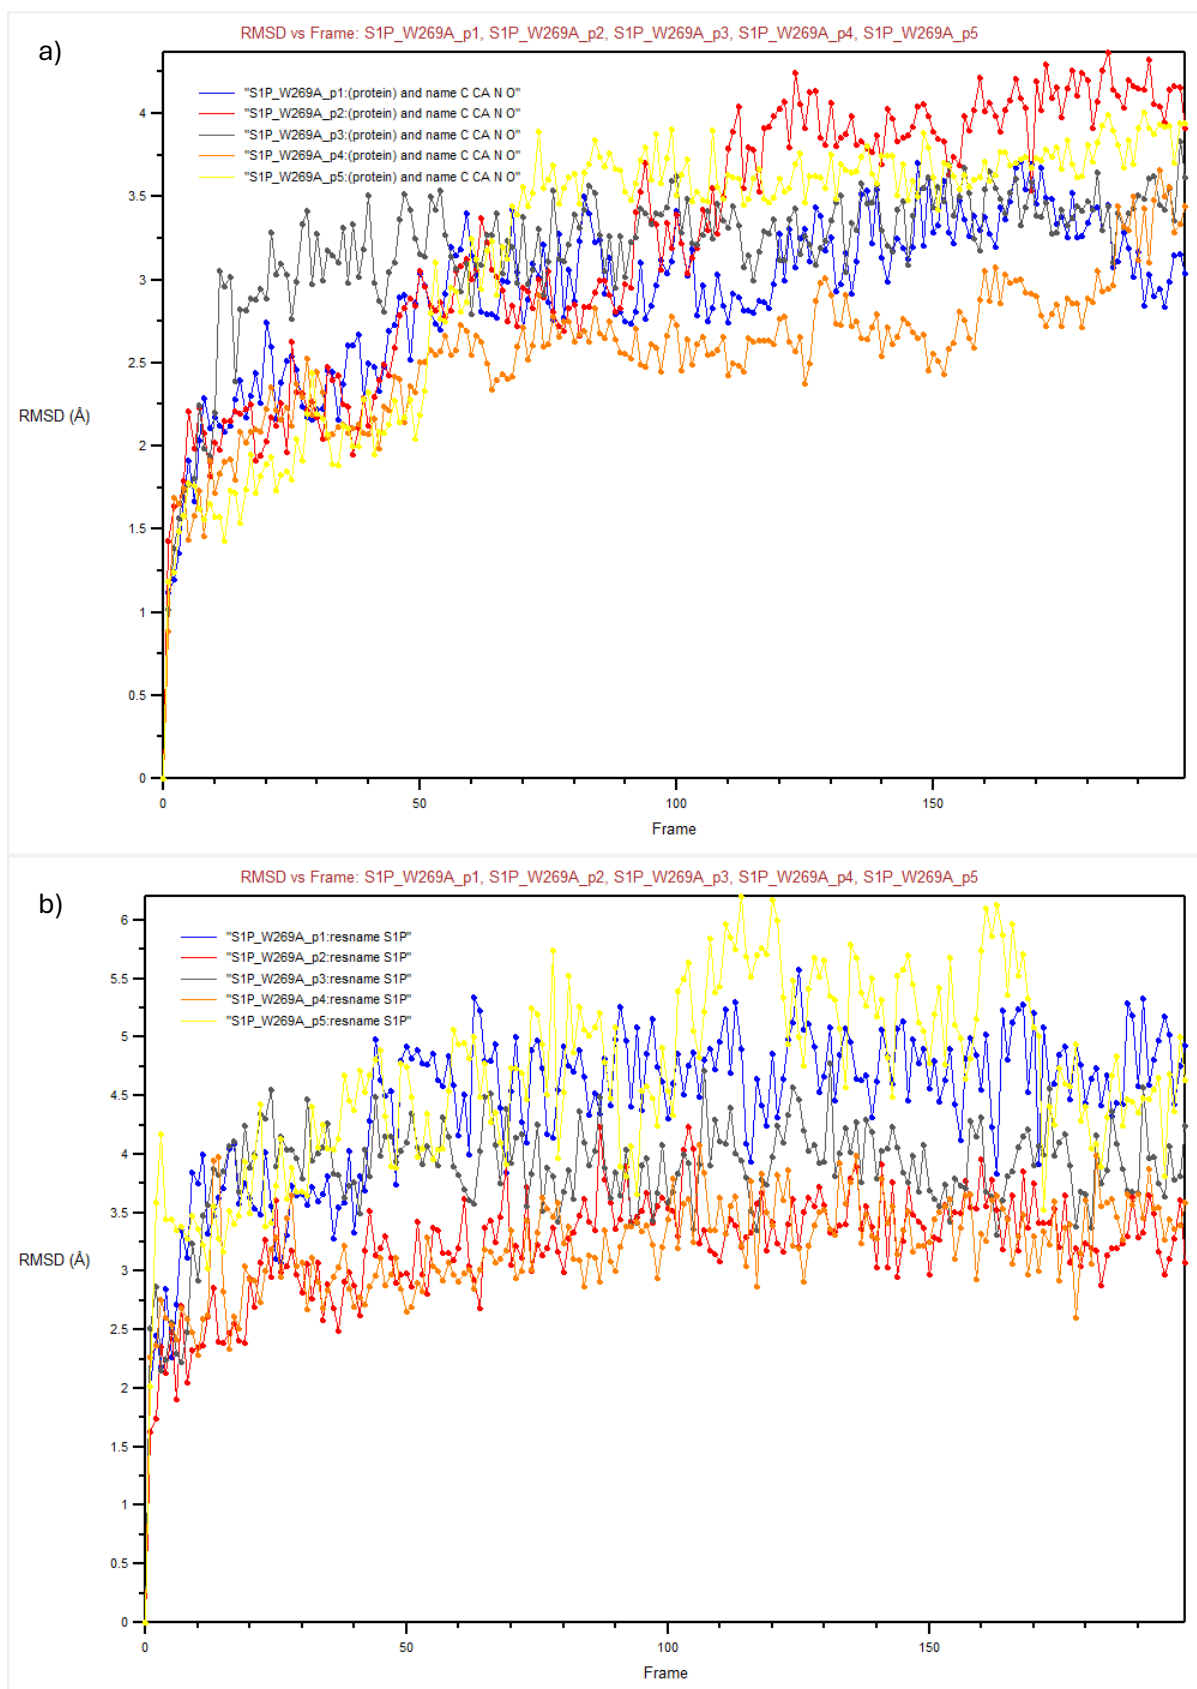 a)
RMSD vs Frame: S1P_W269A_p1, S1P_W269A_p2, S1P_W269A_p3, S1P_W269A_p4, S1P_W269A_p5
"S1P_W269A_p1:(protein) and name C CA N O"
"S1P_W269A_p2:(protein) and name C CA N O"
"S1P_W269A_p3:(protein) and name C CA N O"
"S1P_W269A_p4:(protein) and name C CA N O"
"S1P_W269A_p5:(protein) and name C CA N O"
4
3.5
3
2.5
RMSD (Å)
2
1.5
1
0.5
0
0 50 100 150
Frame
b)
RMSD vs Frame: S1P_W269A_p1, S1P_W269A_p2, S1P_W269A_p3, S1P_W269A_p4, S1P_W269A_p5
"S1P_W269A_p1:resname S1P"
"S1P_W269A_p2:resname S1P"
"S1P_W269A_p3:resname S1P"
"S1P_W269A_p4:resname S1P"
"S1P_W269A_p5:resname S1P"
6
5.5
5
4.5
4
3.5
RMSD (Å)
3
2.5
2
1.5
1
0.5
0
0 50 100 150
Frame